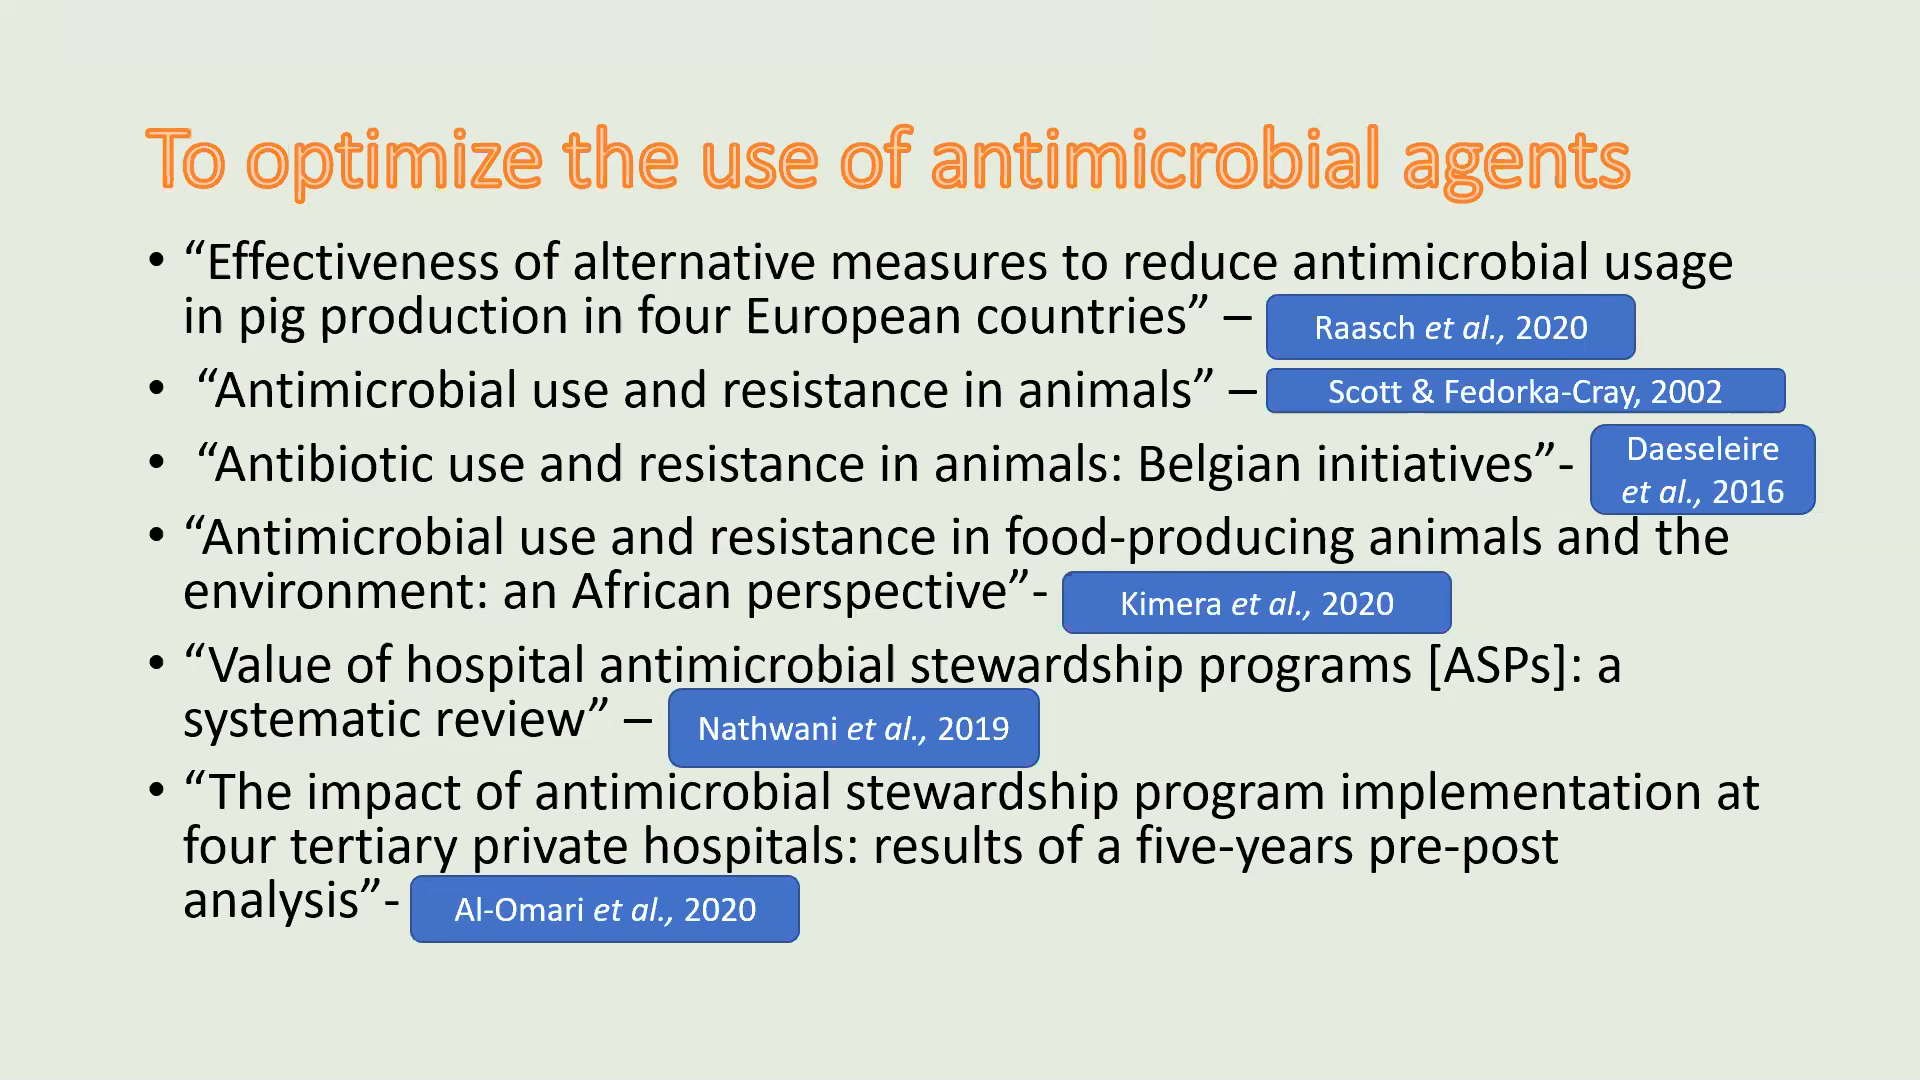 To optimize the use of antimicrobial agents
• “Effectiveness of alternative measures to reduce antimicrobial usage
in pig production in four European countries” – Raasch et al., 2020
• “Antimicrobial use and resistance in animals” – Scott & Fedorka-Cray, 2002
• “Antibiotic use and resistance in animals: Belgian initiatives”- Daeseleire
et al., 2016
• “Antimicrobial use and resistance in food-producing animals and the
environment: an African perspective”- Kimera et al., 2020
• “Value of hospital antimicrobial stewardship programs [ASPs]: a
systematic review” – Nathwani et al., 2019
• “The impact of antimicrobial stewardship program implementation at
four tertiary private hospitals: results of a five-years pre-post
analysis”- Al-Omari et al., 2020